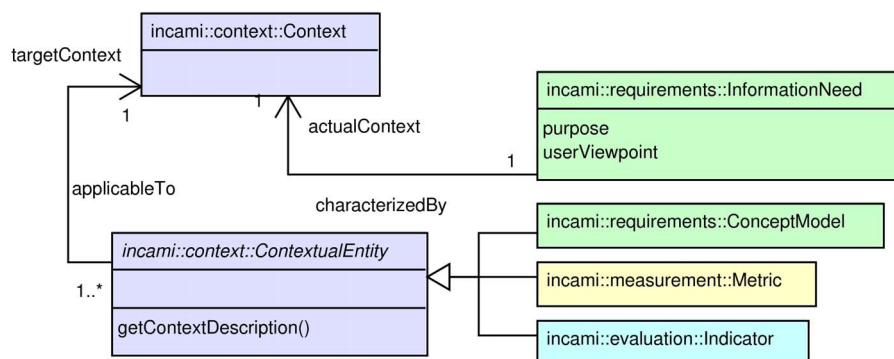 incami::context::Context
targetContext
1
1
actualContext
incami::requirements::InformationNeed
purpose
userViewpoint
1
applicableTo
characterizedBy
incami::requirements::ConceptModel
incami::context::ContextualEntity
incami::measurement::Metric
1..*
getContextDescription()
incami::evaluation::Indicator